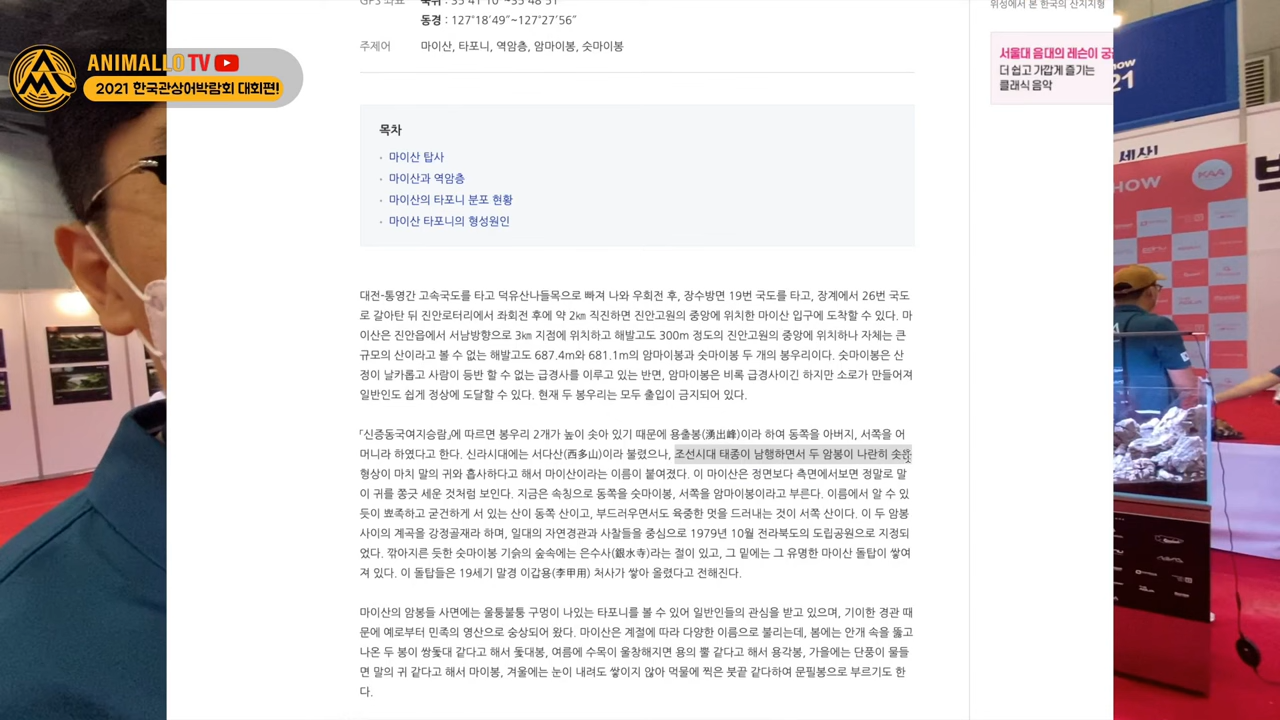 GPS 좌표
북위 : 35°41′10″~35°48′51″
동경 : 127°18′49″~127°27′56″
주제어
마이산, 타포니, 역암층, 암마이봉, 숫마이봉
위성에서 본 한국의 산지지형
ANIMALLO TV
2021 한국관상어박람회 대회편!
서울대 음대의 레슨이 궁
더 쉽고 가깝게 즐기는
클래식 음악
how
21
세상!
HOW
KAA
목차
마이산 탑사
마이산과 역암층
마이산의 타포니 분포 현황
마이산 타포니의 형성원인
대전-통영간 고속국도를 타고 덕유산나들목으로 빠져 나와 우회전 후, 장수방면 19번 국도를 타고, 장계에서 26번 국도
로 갈아탄 뒤 진안로터리에서 좌회전 후에 약 2㎞ 직진하면 진안고원의 중앙에 위치한 마이산 입구에 도착할 수 있다. 마
이산은 진안읍에서 서남방향으로 3㎞ 지점에 위치하고 해발고도 300m 정도의 진안고원의 중앙에 위치하나 자체는 큰
규모의 산이라고 볼 수 없는 해발고도 687.4m와 681.1m의 암마이봉과 숫마이봉 두 개의 봉우리이다. 숫마이봉은 산
정이 날카롭고 사람이 등반 할 수 없는 급경사를 이루고 있는 반면, 암마이봉은 비록 급경사이긴 하지만 소로가 만들어져
일반인도 쉽게 정상에 도달할 수 있다. 현재 두 봉우리는 모두 출입이 금지되어 있다.
『신증동국여지승람』에 따르면 봉우리 2개가 높이 솟아 있기 때문에 용출봉(湧出峰)이라 하여 동쪽을 아버지, 서쪽을 어
머니라 하였다고 한다. 신라시대에는 서다산(西多山)이라 불렸으나, 조선시대 태종이 남행하면서 두 암봉이 나란히 솟은
형상이 마치 말의 귀와 흡사하다고 해서 마이산이라는 이름이 붙여졌다. 이 마이산은 정면보다 측면에서보면 정말로 말
이 귀를 쫑긋 세운 것처럼 보인다. 지금은 속칭으로 동쪽을 숫마이봉, 서쪽을 암마이봉이라고 부른다. 이름에서 알 수 있
듯이 뾰족하고 굳건하게 서 있는 산이 동쪽 산이고, 부드러우면서도 육중한 멋을 드러내는 것이 서쪽 산이다. 이 두 암봉
사이의 계곡을 강정골재라 하며, 일대의 자연경관과 사찰들을 중심으로 1979년 10월 전라북도의 도립공원으로 지정되
었다. 깎아지른 듯한 숫마이봉 기슭의 숲속에는 은수사(銀水寺)라는 절이 있고, 그 밑에는 그 유명한 마이산 돌탑이 쌓여
져 있다. 이 돌탑들은 19세기 말경 이갑용(李甲用) 처사가 쌓아 올렸다고 전해진다.
마이산의 암봉들 사면에는 울퉁불퉁 구멍이 나있는 타포니를 볼 수 있어 일반인들의 관심을 받고 있으며, 기이한 경관 때
문에 예로부터 민족의 영산으로 숭상되어 왔다. 마이산은 계절에 따라 다양한 이름으로 불리는데, 봄에는 안개 속을 뚫고
나온 두 봉이 쌍돛대 같다고 해서 돛대봉, 여름에 수목이 울창해지면 용의 뿔 같다고 해서 용각봉, 가을에는 단풍이 물들
면 말의 귀 같다고 해서 마이봉, 겨울에는 눈이 내려도 쌓이지 않아 먹물에 찍은 붓끝 같다하여 문필봉으로 부르기도 한
다.